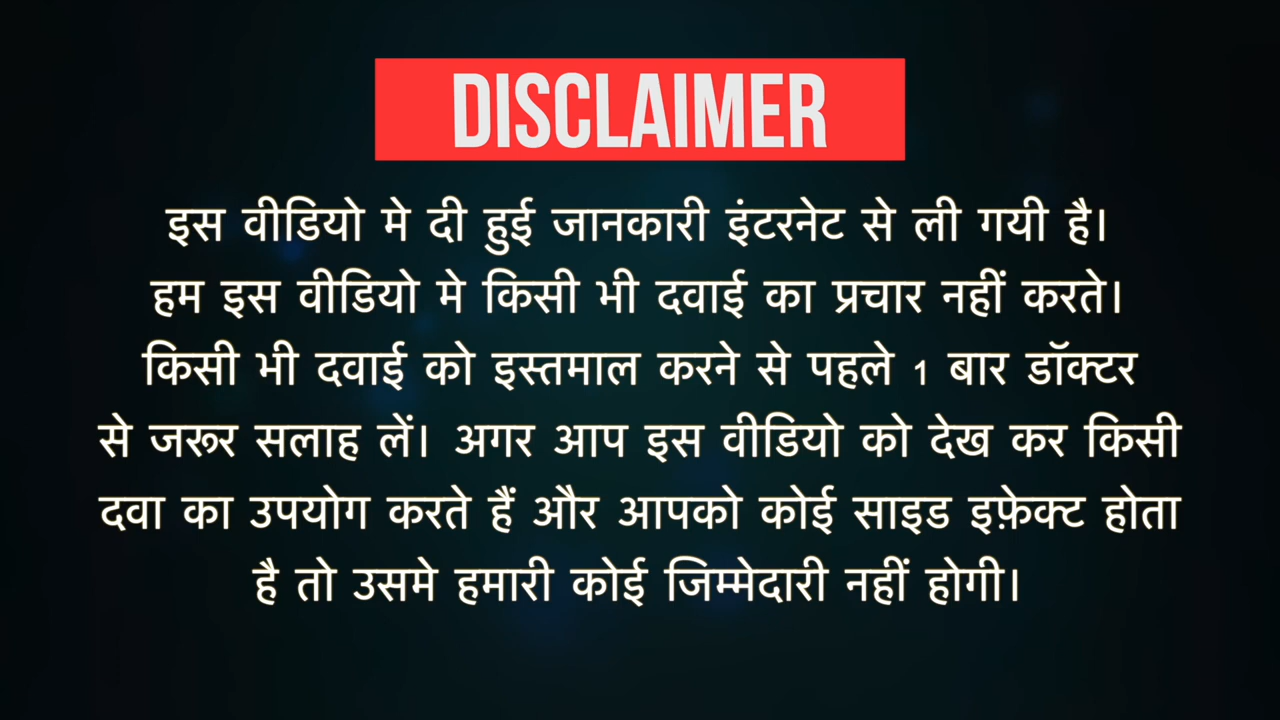 DISCLAIMER
इस वीडियो मे दी हुई जानकारी इंटरनेट से ली गयी है।
हम इस वीडियो मे किसी भी दवाई का प्रचार नहीं करते।
किसी भी दवाई को इस्तमाल करने से पहले 1 बार डॉक्टर
से जरूर सलाह लें। अगर आप इस वीडियो को देख कर किसी
दवा का उपयोग करते हैं और आपको कोई साइड इफ़ेक्ट होता
है तो उसमे हमारी कोई जिम्मेदारी नहीं होगी।